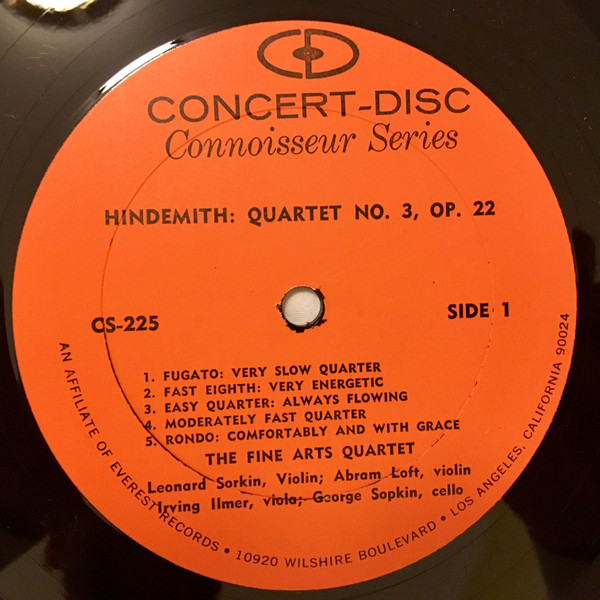 CD
CONCERT-DISC
Connoisseur Series
HINDEMITH: QUARTET NO. 3, OP. 22
CS-225
SIDE 1
1. FUGATO: VERY SLOW QUARTER
2. FAST EIGHTH: VERY ENERGETIC
3. EASY QUARTER: ALWAYS FLOWING
4. MODERATELY FAST QUARTER
5. RONDO: COMFORTABLY AND WITH GRACE
THE FINE ARTS QUARTET
Leonard Sorkin, Violin; Abram Loft, violin
Irving Ilmer, viola; George Sopkin, cello
AN AFFILIATE OF EVEREST RECORDS • 10920 WILSHIRE BOULEVARD • LOS ANGELES, CALIFORNIA 90024